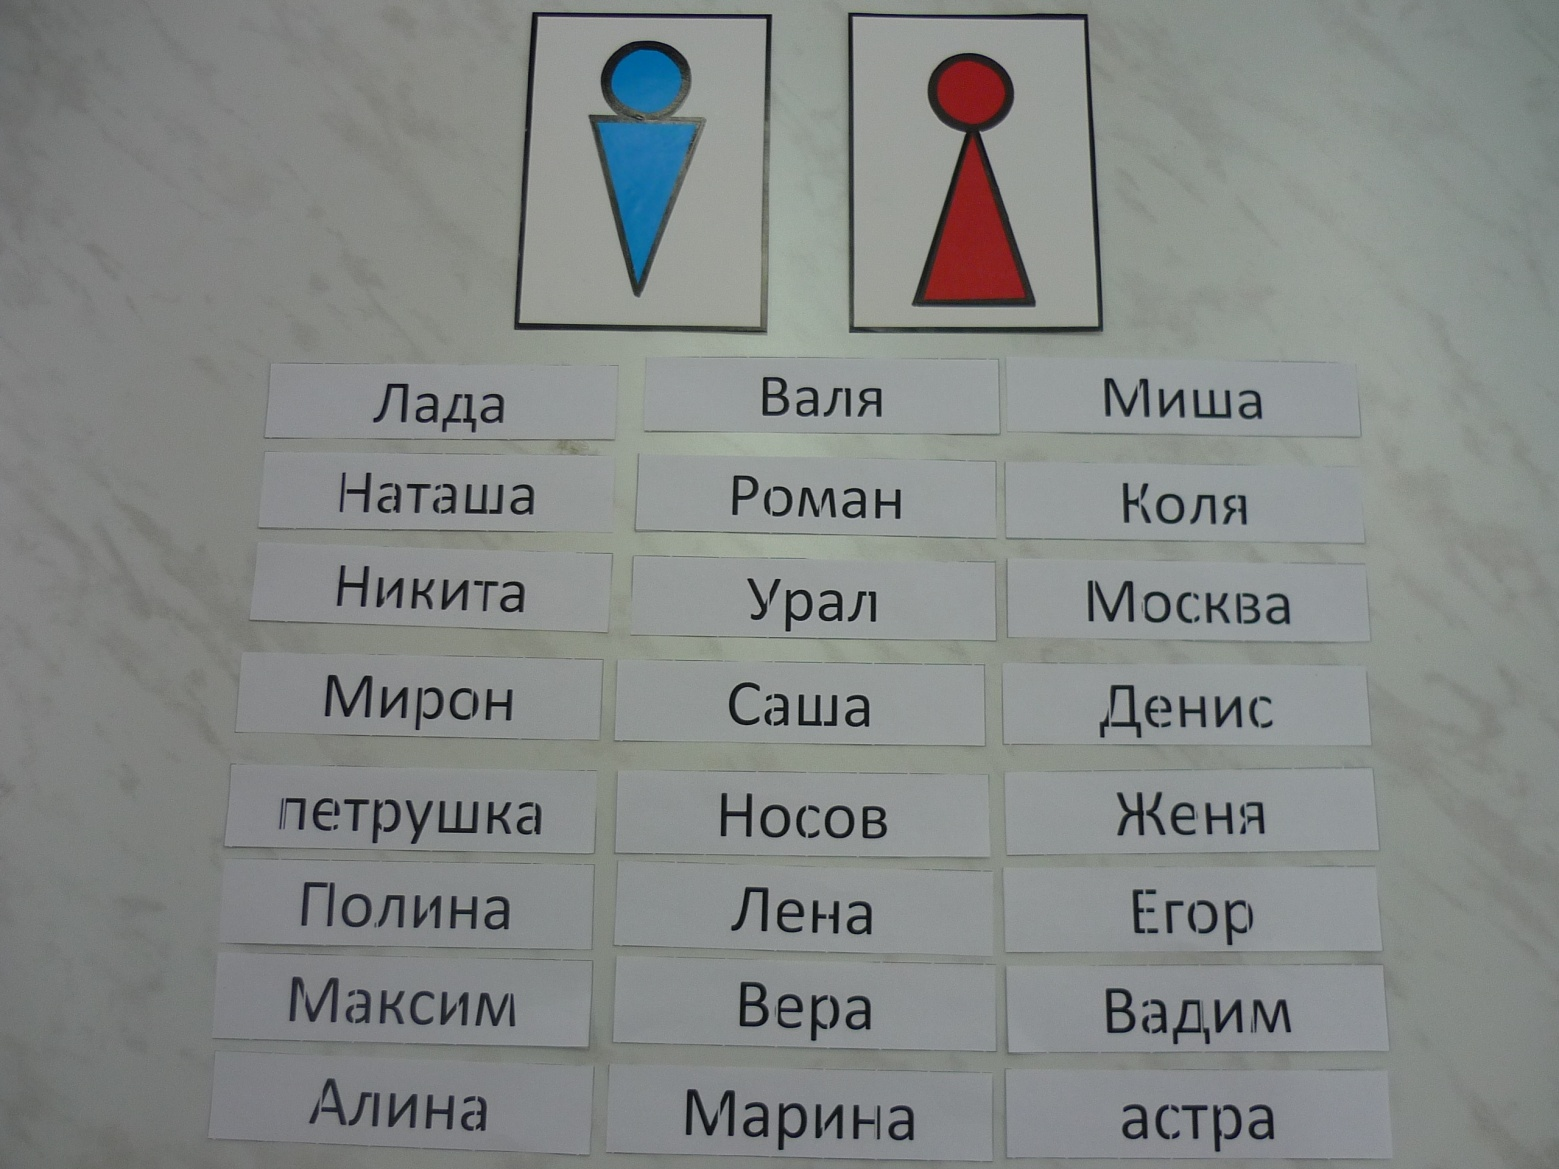 Лада Валя Миша
Наташа Роман Коля
Никита Урал Москва
Мирон Саша Денис
петрушка Носов Женя
Полина Лена Егор
Максим Вера Вадим
Алина Марина астра